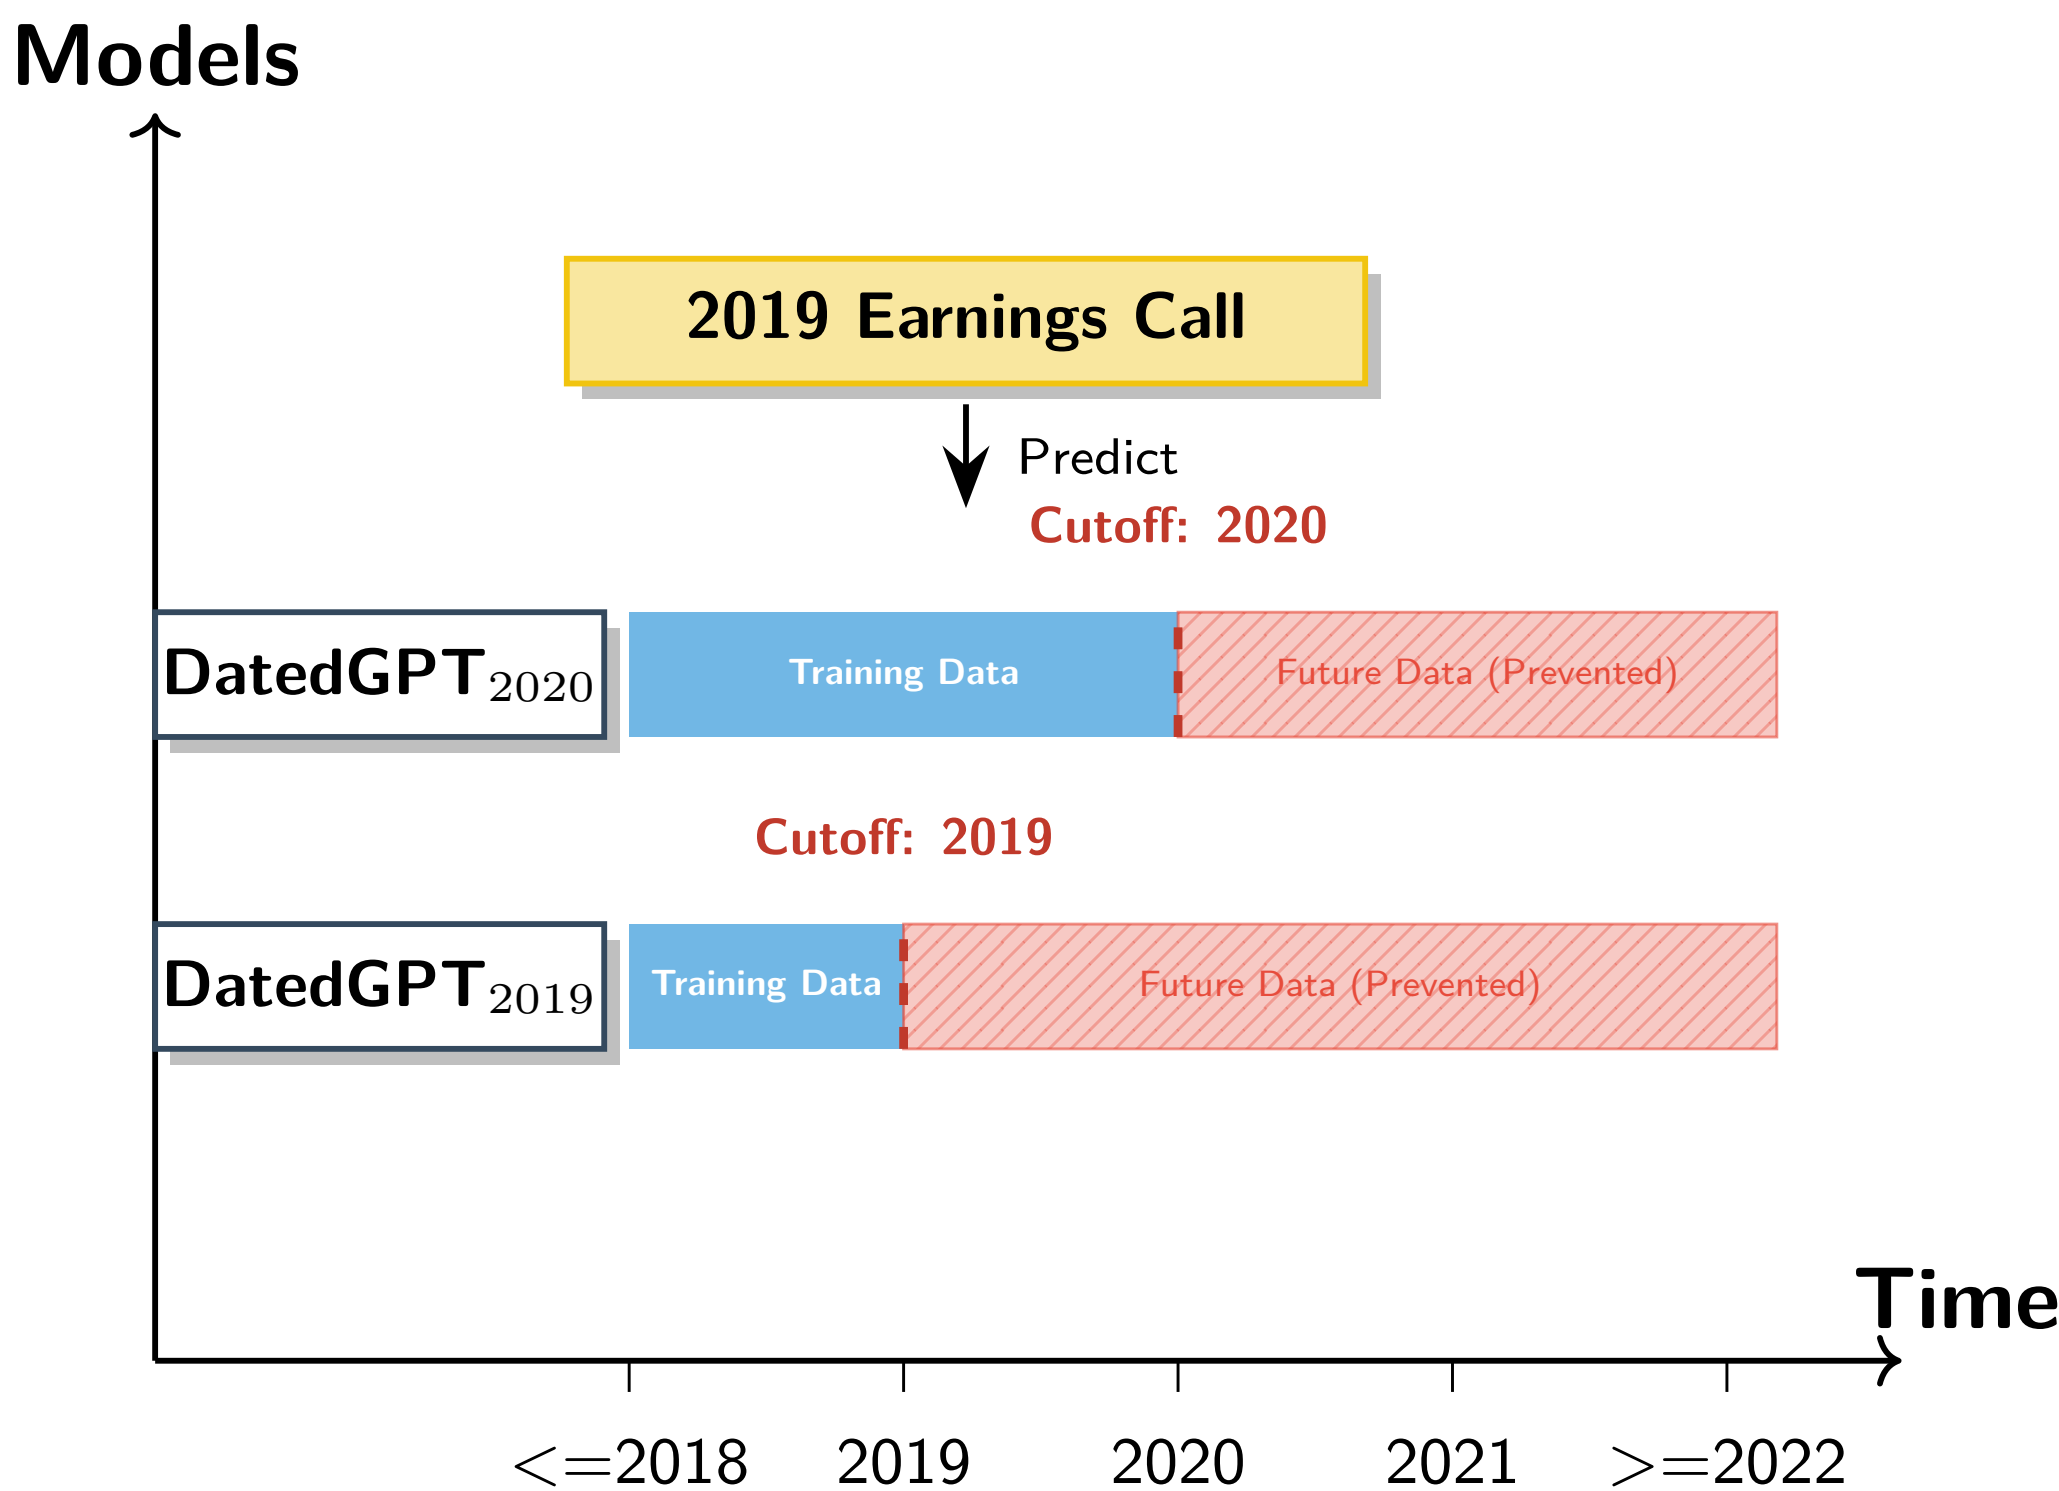 Models
2019 Earnings Call
Predict
Cutoff: 2020
DatedGPT₂₀₂₀
Training Data
Future Data (Prevented)
Cutoff: 2019
DatedGPT₂₀₁₉
Training Data
Future Data (Prevented)
Time
<=2018
2019
2020
2021
>=2022